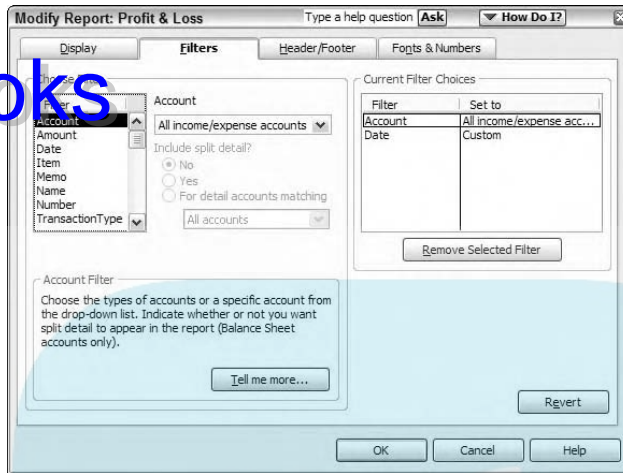 Modify Report: Profit & Loss
Type a help question Ask
How Do I?
Display
Filters
Header/Footer
Fonts & Numbers
oks
Filter
Account
Amount
Date
Item
Memo
Name
Number
TransactionType
Account
All income/expense accounts
Include split detail?
No
Yes
For detail accounts matching
All accounts
Current Filter Choices
Filter Set to
Account All income/expense acc...
Date Custom
Remove Selected Filter
Account Filter
Choose the types of accounts or a specific account from
the drop-down list. Indicate whether or not you want
split detail to appear in the report (Balance Sheet
accounts only).
Tell me more...
Revert
OK
Cancel
Help